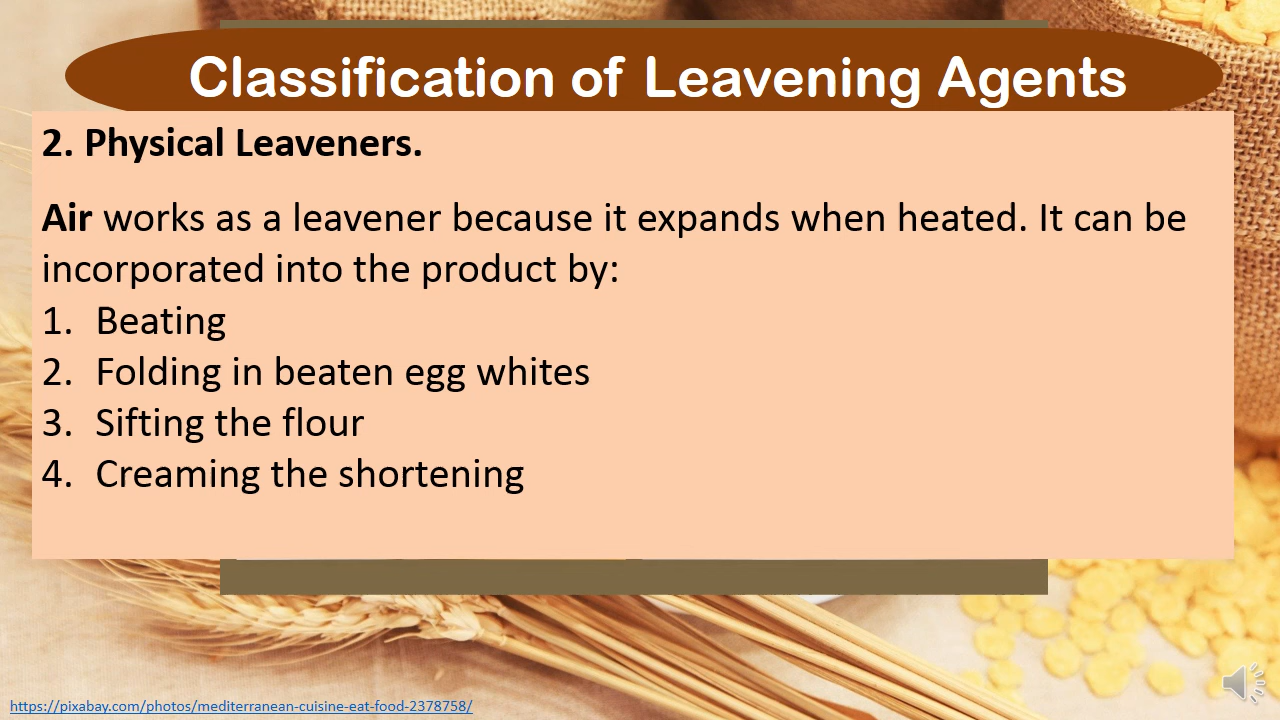 Classification of Leavening Agents
2. Physical Leaveners.
Air works as a leavener because it expands when heated. It can be
incorporated into the product by:
1. Beating
2. Folding in beaten egg whites
3. Sifting the flour
4. Creaming the shortening
https://pixabay.com/photos/mediterranean-cuisine-eat-food-2378758/